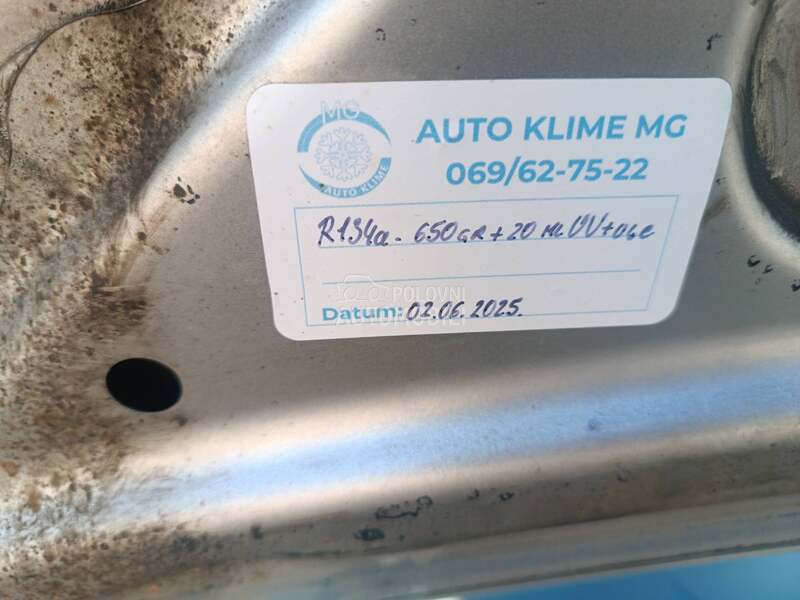 MG
AUTO KLIME
AUTO KLIME MG
069/62-75-22
R134a - 650GR + 20 ML UV + ULJE
POLOVNI
AUTOMOBILI
Datum: 02.06.2025.